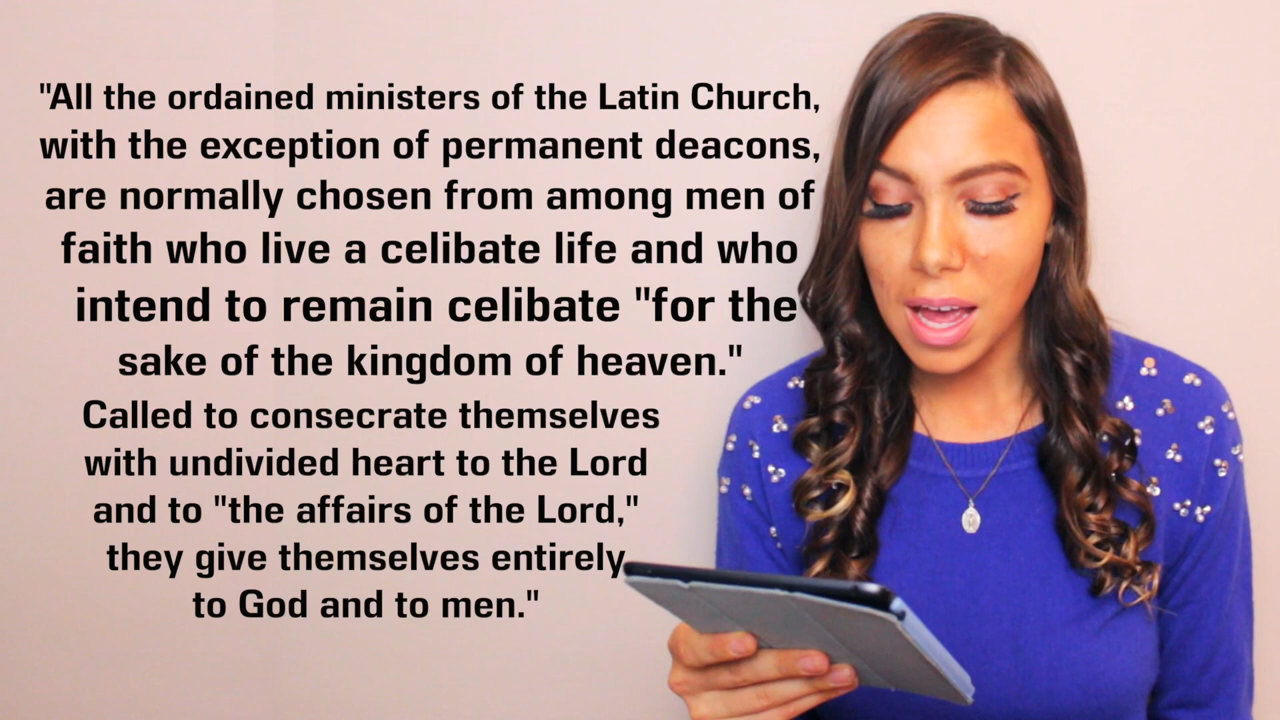 "All the ordained ministers of the Latin Church,
with the exception of permanent deacons,
are normally chosen from among men of
faith who live a celibate life and who
intend to remain celibate "for the
sake of the kingdom of heaven."
Called to consecrate themselves
with undivided heart to the Lord
and to "the affairs of the Lord,"
they give themselves entirely
to God and to men."